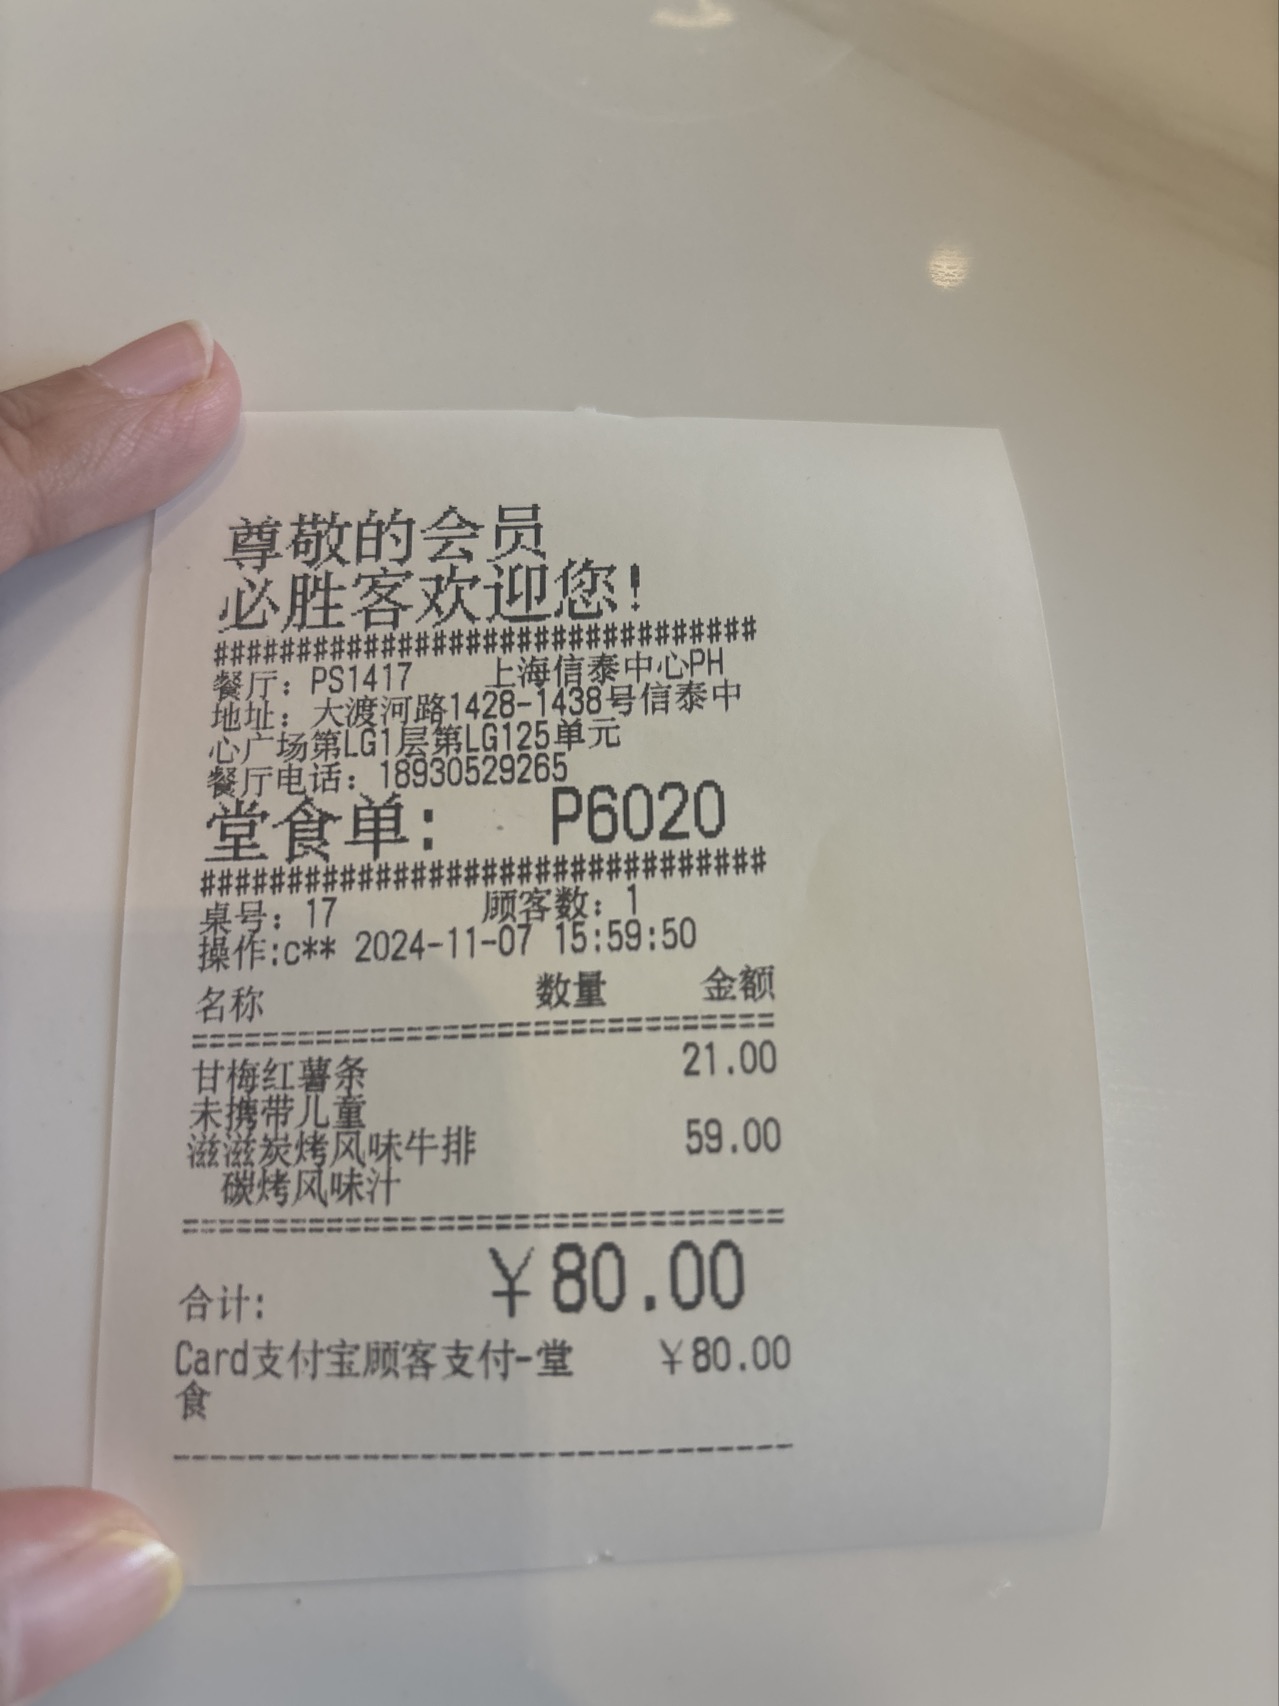 尊敬的会员
必胜客欢迎您!
################################
餐厅: PS1417 上海信泰中心PH
地址: 大渡河路1428-1438号信泰中
心广场第LG1层第LG125单元
餐厅电话: 18930529265
堂食单: P6020
################################
桌号: 17 顾客数: 1
操作:c** 2024-11-07 15:59:50
名称 数量 金额
================================
甘梅红薯条 21.00
未携带儿童
滋滋炭烤风味牛排 59.00
碳烤风味汁
================================
合计: ￥80.00
Card支付宝顾客支付-堂 ￥80.00
食
--------------------------------